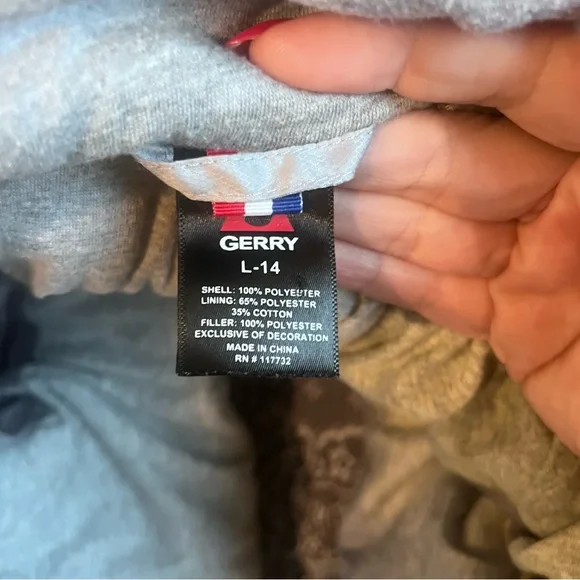 GERRY
L-14
SHELL: 100% POLYESTER
LINING: 65% POLYESTER
35% COTTON
FILLER: 100% POLYESTER
EXCLUSIVE OF DECORATION
MADE IN CHINA
RN # 117732